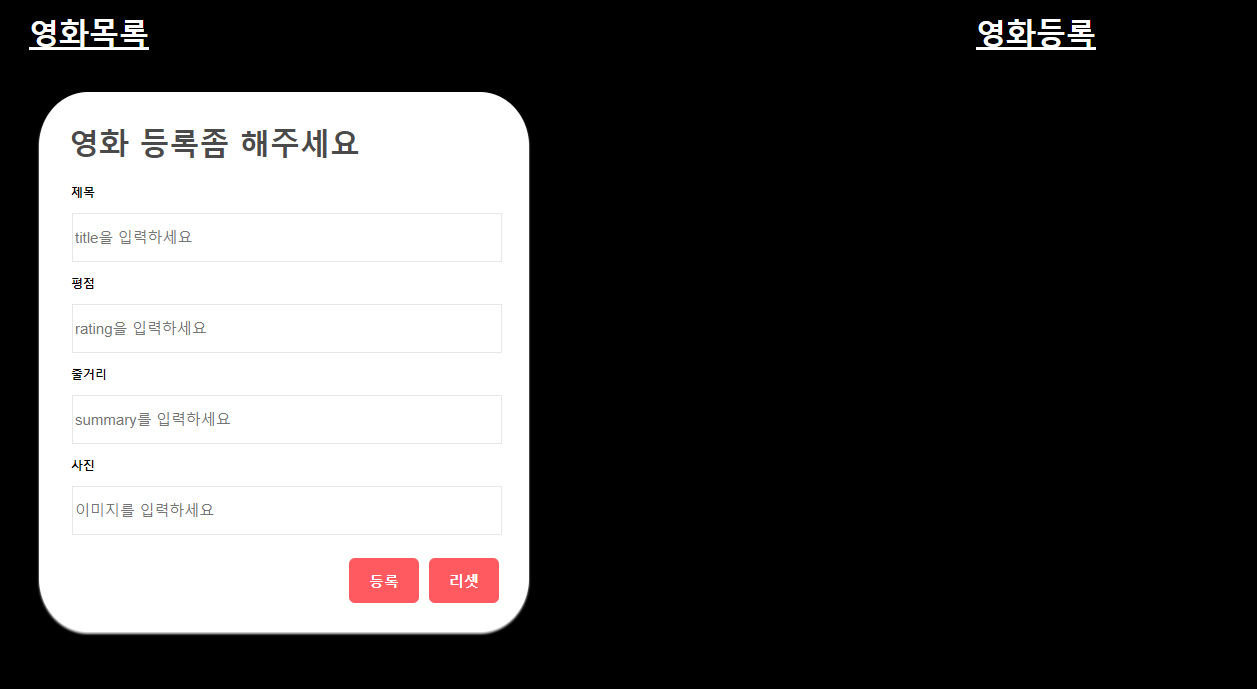 영화목록
영화등록
영화 등록좀 해주세요
제목
title을 입력하세요
평점
rating을 입력하세요
줄거리
summary를 입력하세요
사진
이미지를 입력하세요
등록
리셋